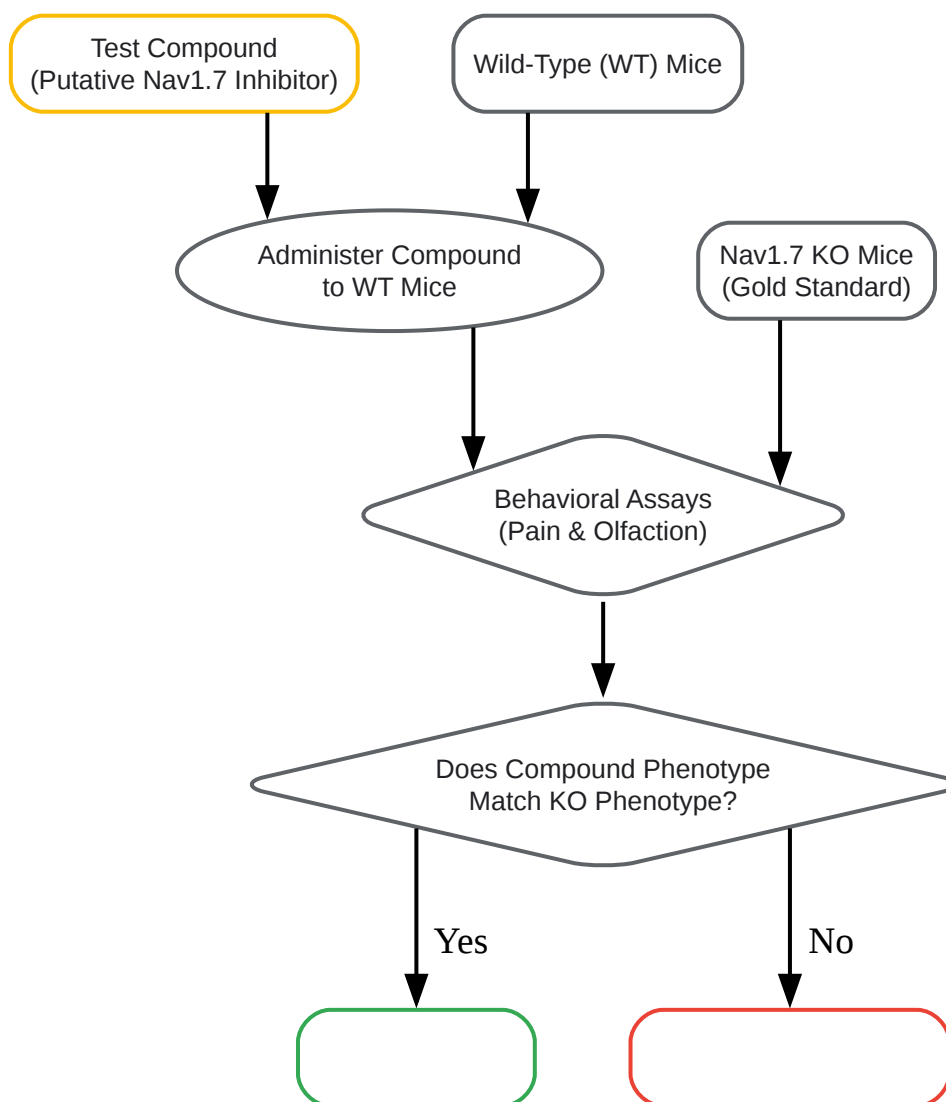 Test Compound
(Putative Nav1.7 Inhibitor)
Wild-Type (WT) Mice
Administer Compound
to WT Mice
Nav1.7 KO Mice
(Gold Standard)
Behavioral Assays
(Pain & Olfaction)
Does Compound Phenotype
Match KO Phenotype?
Yes
No